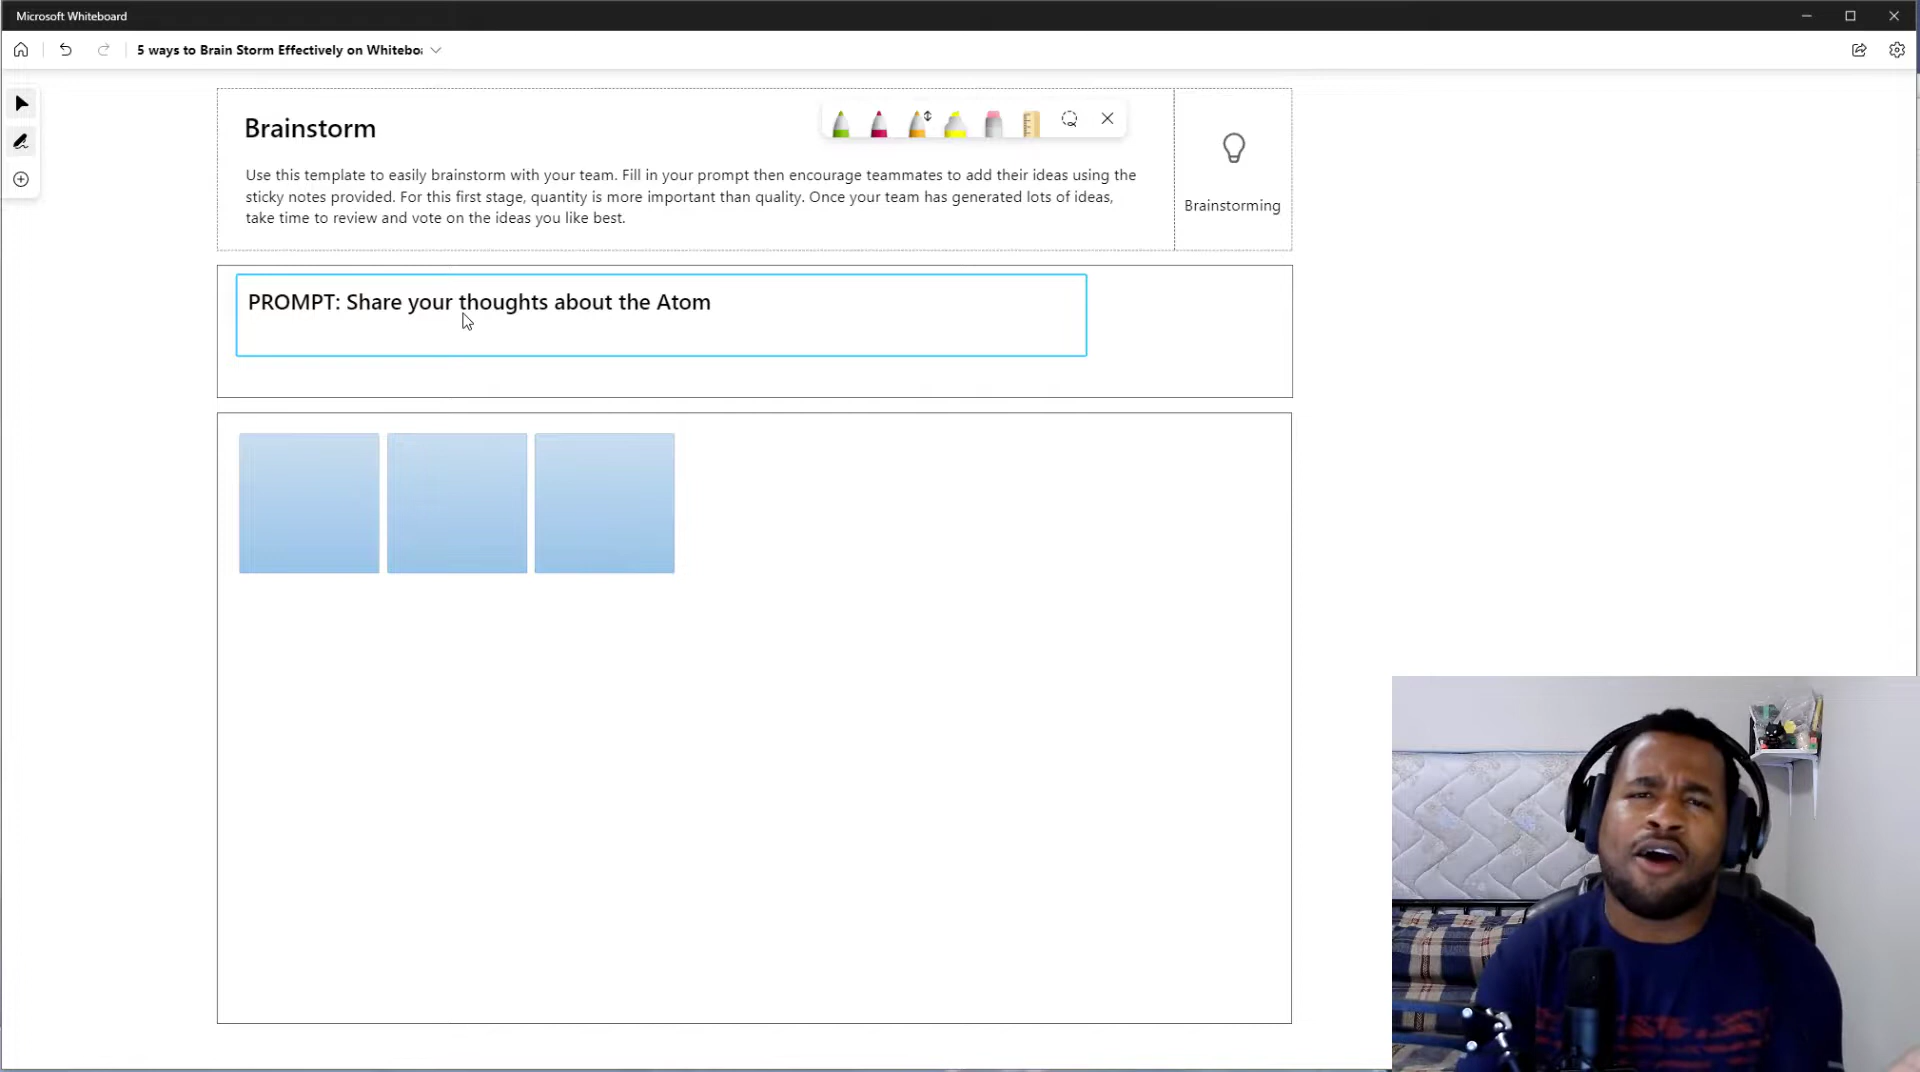 Microsoft Whiteboard
5 ways to Brain Storm Effectively on Whitebo
Brainstorm
Use this template to easily brainstorm with your team. Fill in your prompt then encourage teammates to add their ideas using the
sticky notes provided. For this first stage, quantity is more important than quality. Once your team has generated lots of ideas,
take time to review and vote on the ideas you like best.
Brainstorming
PROMPT: Share your thoughts about the Atom